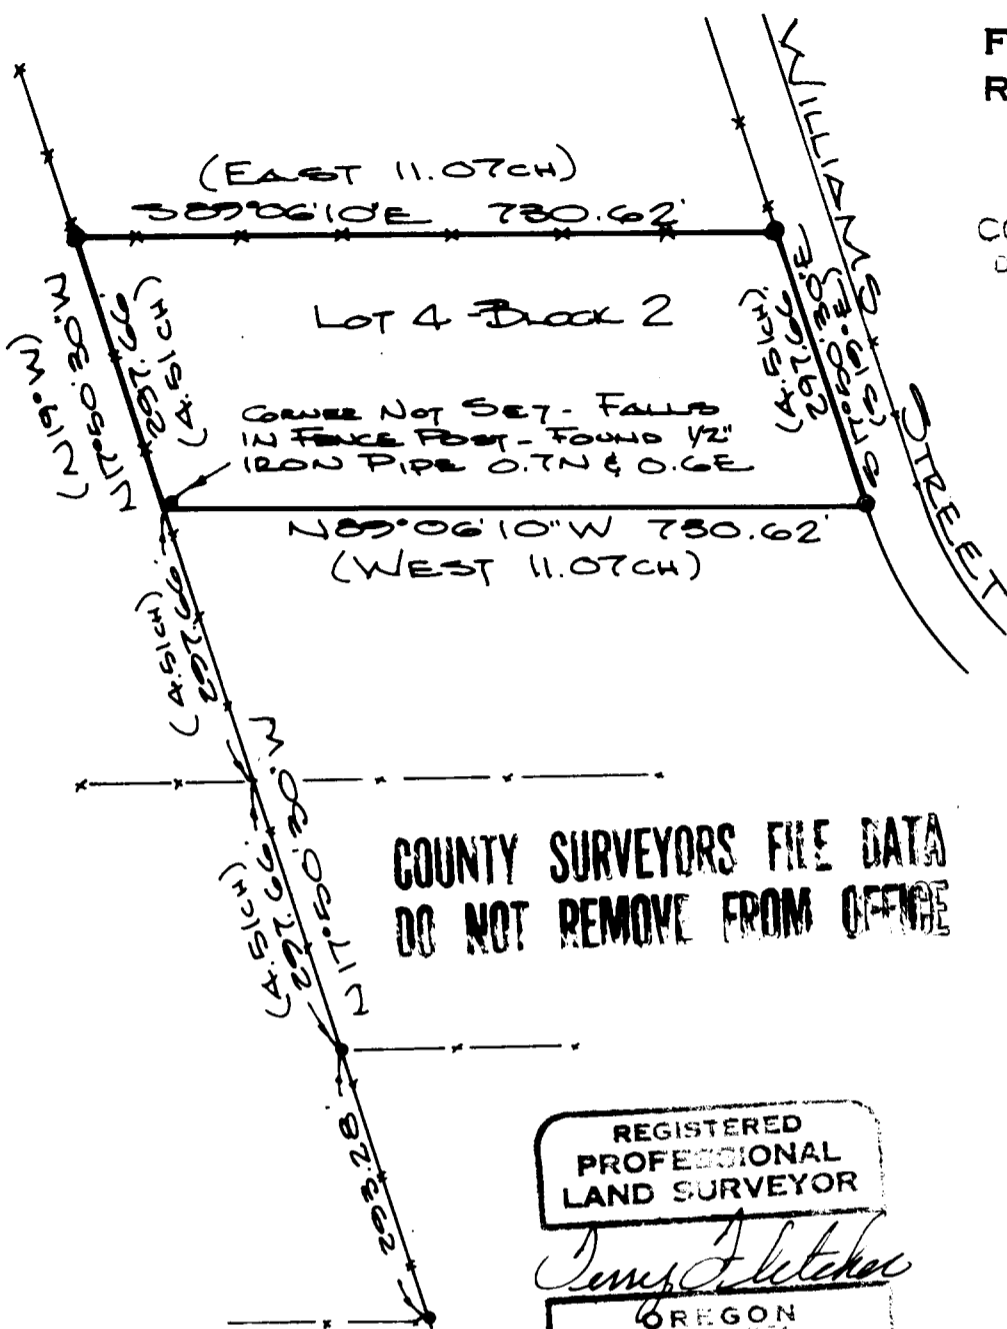 F
R
WILLIAMS STREET
(EAST 11.07CH)
S89°06'10"E 730.62'
LOT 4 - BLOCK 2
(N19°W)
N17°50'30"W
297.66'
(4.51CH)
(4.51CH)
297.66
S17°50'30"E
(S19°E)
CORNER NOT SET - FALLS
IN FENCE POST - FOUND 1/2"
IRON PIPE 0.7N & 0.6E
N89°06'10"W 730.62'
(WEST 11.07CH)
(4.51CH)
297.66
N17°50'30"W
(4.51CH)
297.66
COUNTY SURVEYORS FILE DATA
DO NOT REMOVE FROM OFFICE
293.28
REGISTERED
PROFESSIONAL
LAND SURVEYOR
Terry Fletcher
OREGON